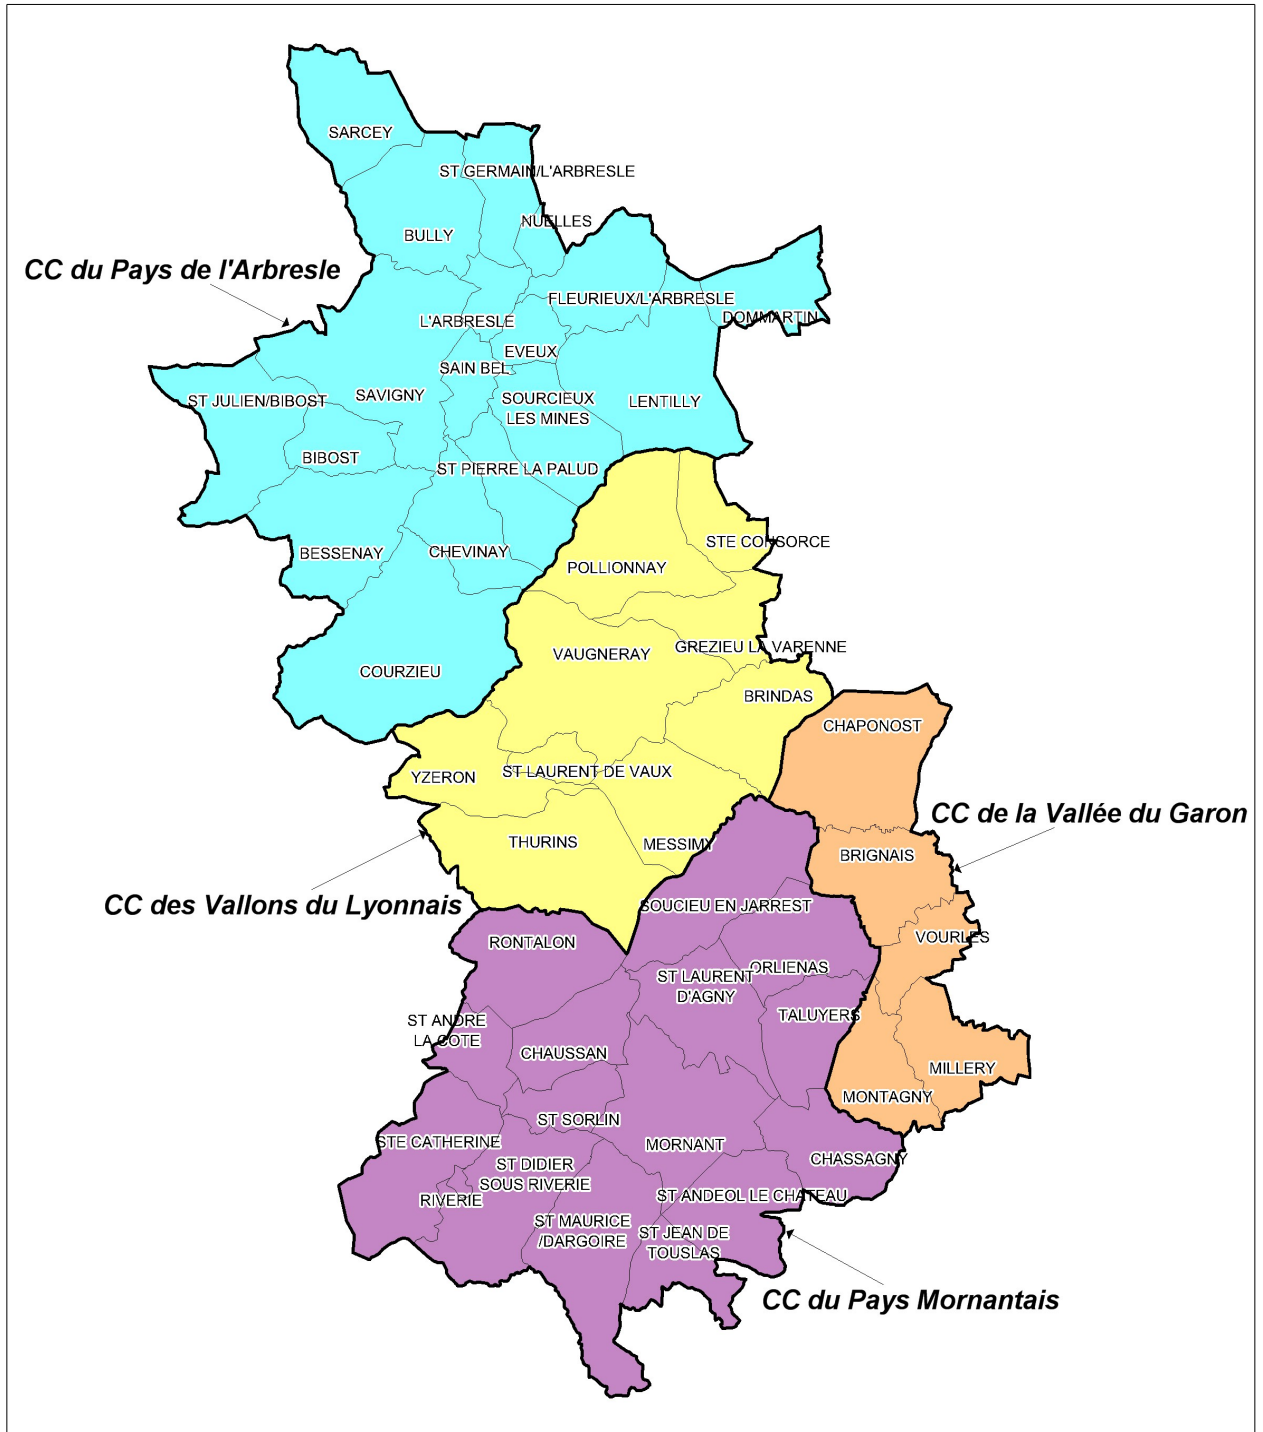 SARCEY
ST GERMAIN/L'ARBRESLE
NUELLES
BULLY
CC du Pays de l'Arbresle
FLEURIEUX/L'ARBRESLE
DOMMARTIN
L'ARBRESLE
EVEUX
SAIN BEL
SAVIGNY
ST JULIEN/BIBOST
SOURCIEUX
LES MINES
LENTILLY
BIBOST
ST PIERRE LA PALUD
STE CONSORCE
BESSENAY
CHEVINAY
POLLIONNAY
GREZIEU LA VARENNE
VAUGNERAY
COURZIEU
BRINDAS
CHAPONOST
YZERON
ST LAURENT DE VAUX
CC de la Vallée du Garon
THURINS
MESSIMY
BRIGNAIS
CC des Vallons du Lyonnais
SOUCIEU EN JARREST
VOURLES
RONTALON
ORLIENAS
ST LAURENT
D'AGNY
TALUYERS
ST ANDRE
LA COTE
CHAUSSAN
MILLERY
MONTAGNY
ST SORLIN
STE CATHERINE
MORNANT
CHASSAGNY
ST DIDIER
SOUS RIVERIE
RIVERIE
ST ANDEOL LE CHATEAU
ST MAURICE
/DARGOIRE
ST JEAN DE
TOUSLAS
CC du Pays Mornantais